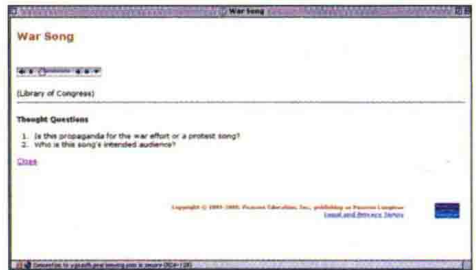 War Song
War Song
(Library of Congress)
Thought Questions
1. Is this propaganda for the war effort or a protest song?
2. Who is this song's intended audience?
Close
Copyright © 1995-2005, Pearson Education, Inc., publishing as Pearson Longman
Legal and Privacy Terms